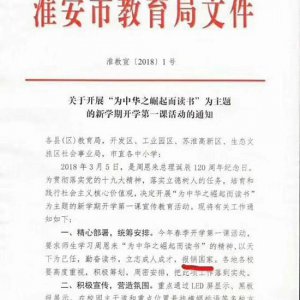 淮安市教育局文件
淮教宣〔2018〕1号
关于开展“为中华之崛起而读书”为主题
的新学期开学第一课活动的通知
各县(区)教育局，开发区、工业园区、苏淮高新区、生态文
旅区社会事业局，市直各中小学：
2018年3月5日，是周恩来总理诞辰120周年纪念日。
为贯彻落实党的十九大精神，落实立德树人的任务，培育和
践行社会主义核心价值观，决定开展“为中华之崛起而读书”
为主题的新学期开学第一课宣传教育活动。现将有关工作通
知如下：
一、精心部署，统筹安排。今年春季开学第一课活动，
要求师生学习周恩来“为中华之崛起而读书”的精神，以天
下为己任，勤奋读书，立志成人成才，报销国家。各地各校
要高度重视，积极筹划，周密安排，把此项工作落到实处。
二、积极宣传，营造氛围。重点以LED显示屏、黑板